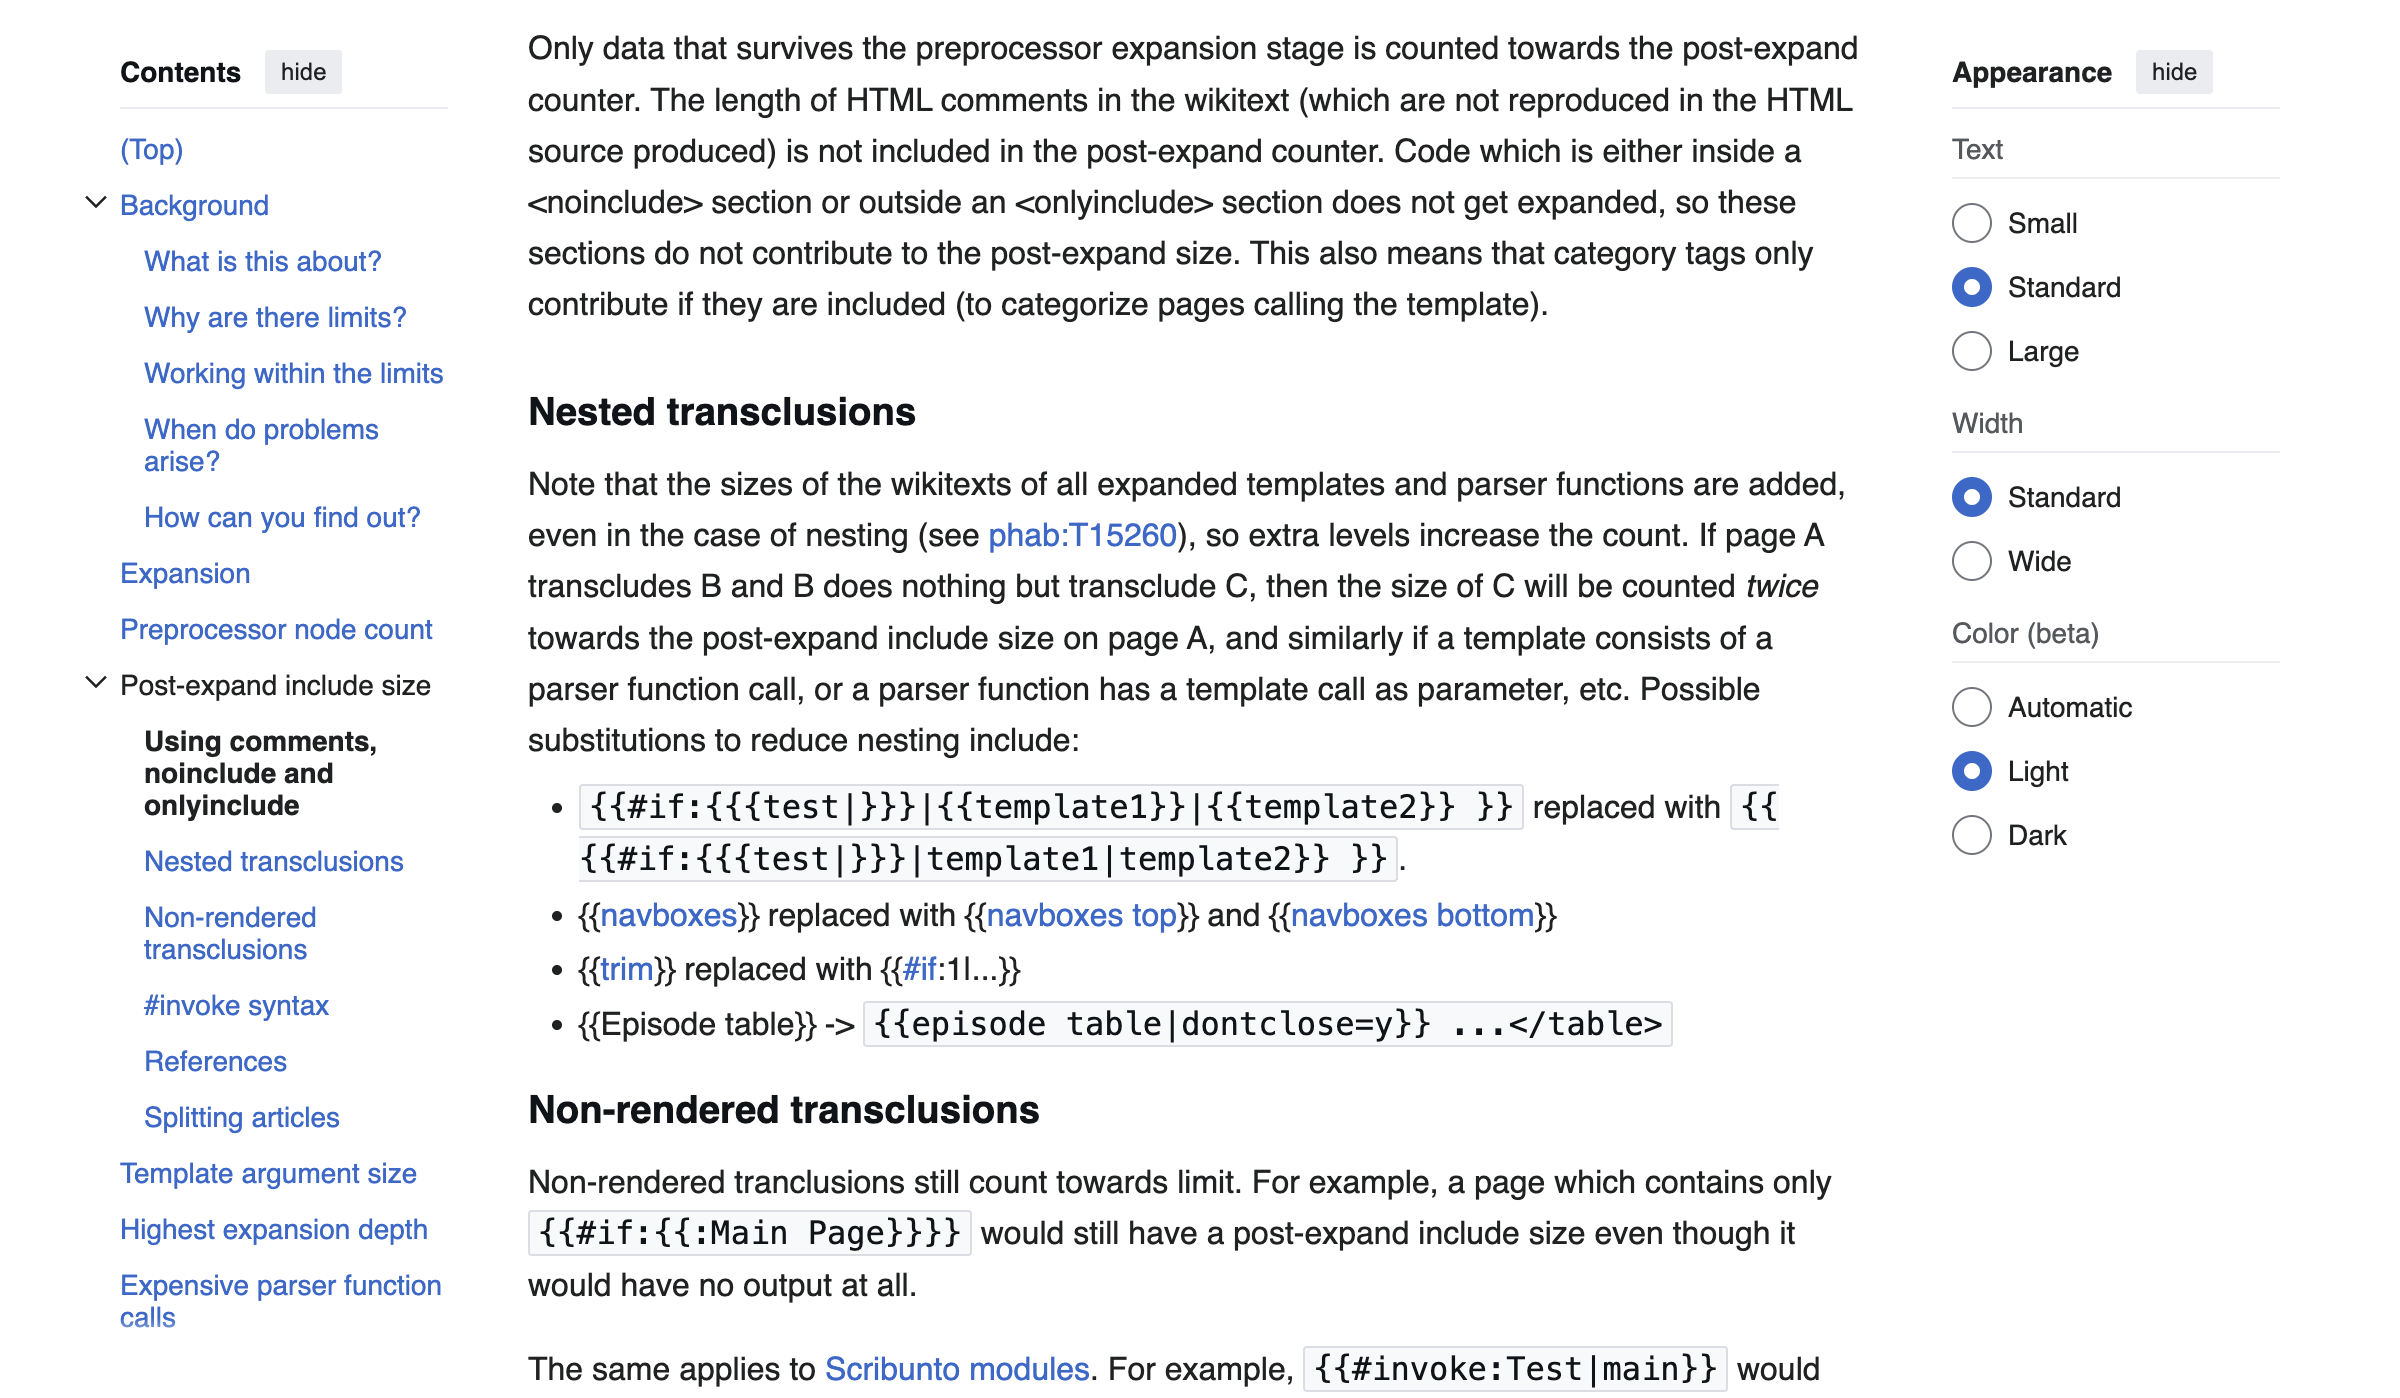 Contents hide
(Top)
Background
What is this about?
Why are there limits?
Working within the limits
When do problems
arise?
How can you find out?
Expansion
Preprocessor node count
Post-expand include size
Using comments,
noinclude and
onlyinclude
Nested transclusions
Non-rendered
transclusions
#invoke syntax
References
Splitting articles
Template argument size
Highest expansion depth
Expensive parser function
calls
Only data that survives the preprocessor expansion stage is counted towards the post-expand
counter. The length of HTML comments in the wikitext (which are not reproduced in the HTML
source produced) is not included in the post-expand counter. Code which is either inside a
<noinclude> section or outside an <onlyinclude> section does not get expanded, so these
sections do not contribute to the post-expand size. This also means that category tags only
contribute if they are included (to categorize pages calling the template).
Nested transclusions
Note that the sizes of the wikitexts of all expanded templates and parser functions are added,
even in the case of nesting (see phab:T15260), so extra levels increase the count. If page A
transcludes B and B does nothing but transclude C, then the size of C will be counted twice
towards the post-expand include size on page A, and similarly if a template consists of a
parser function call, or a parser function has a template call as parameter, etc. Possible
substitutions to reduce nesting include:
• {{#if:{{{test|}}}|{{template1}}|{{template2}} }} replaced with {{
{{#if:{{{test|}}}|template1|template2}} }}.
• {{navboxes}} replaced with {{navboxes top}} and {{navboxes bottom}}
• {{trim}} replaced with {{#if:1|...}}
• {{Episode table}} -> {{episode table|dontclose=y}} ...</table>
Non-rendered transclusions
Non-rendered tranclusions still count towards limit. For example, a page which contains only
{{#if:{{:Main Page}}}} would still have a post-expand include size even though it
would have no output at all.
The same applies to Scribunto modules. For example, {{#invoke:Test|main}} would
Appearance hide
Text
Small
Standard
Large
Width
Standard
Wide
Color (beta)
Automatic
Light
Dark